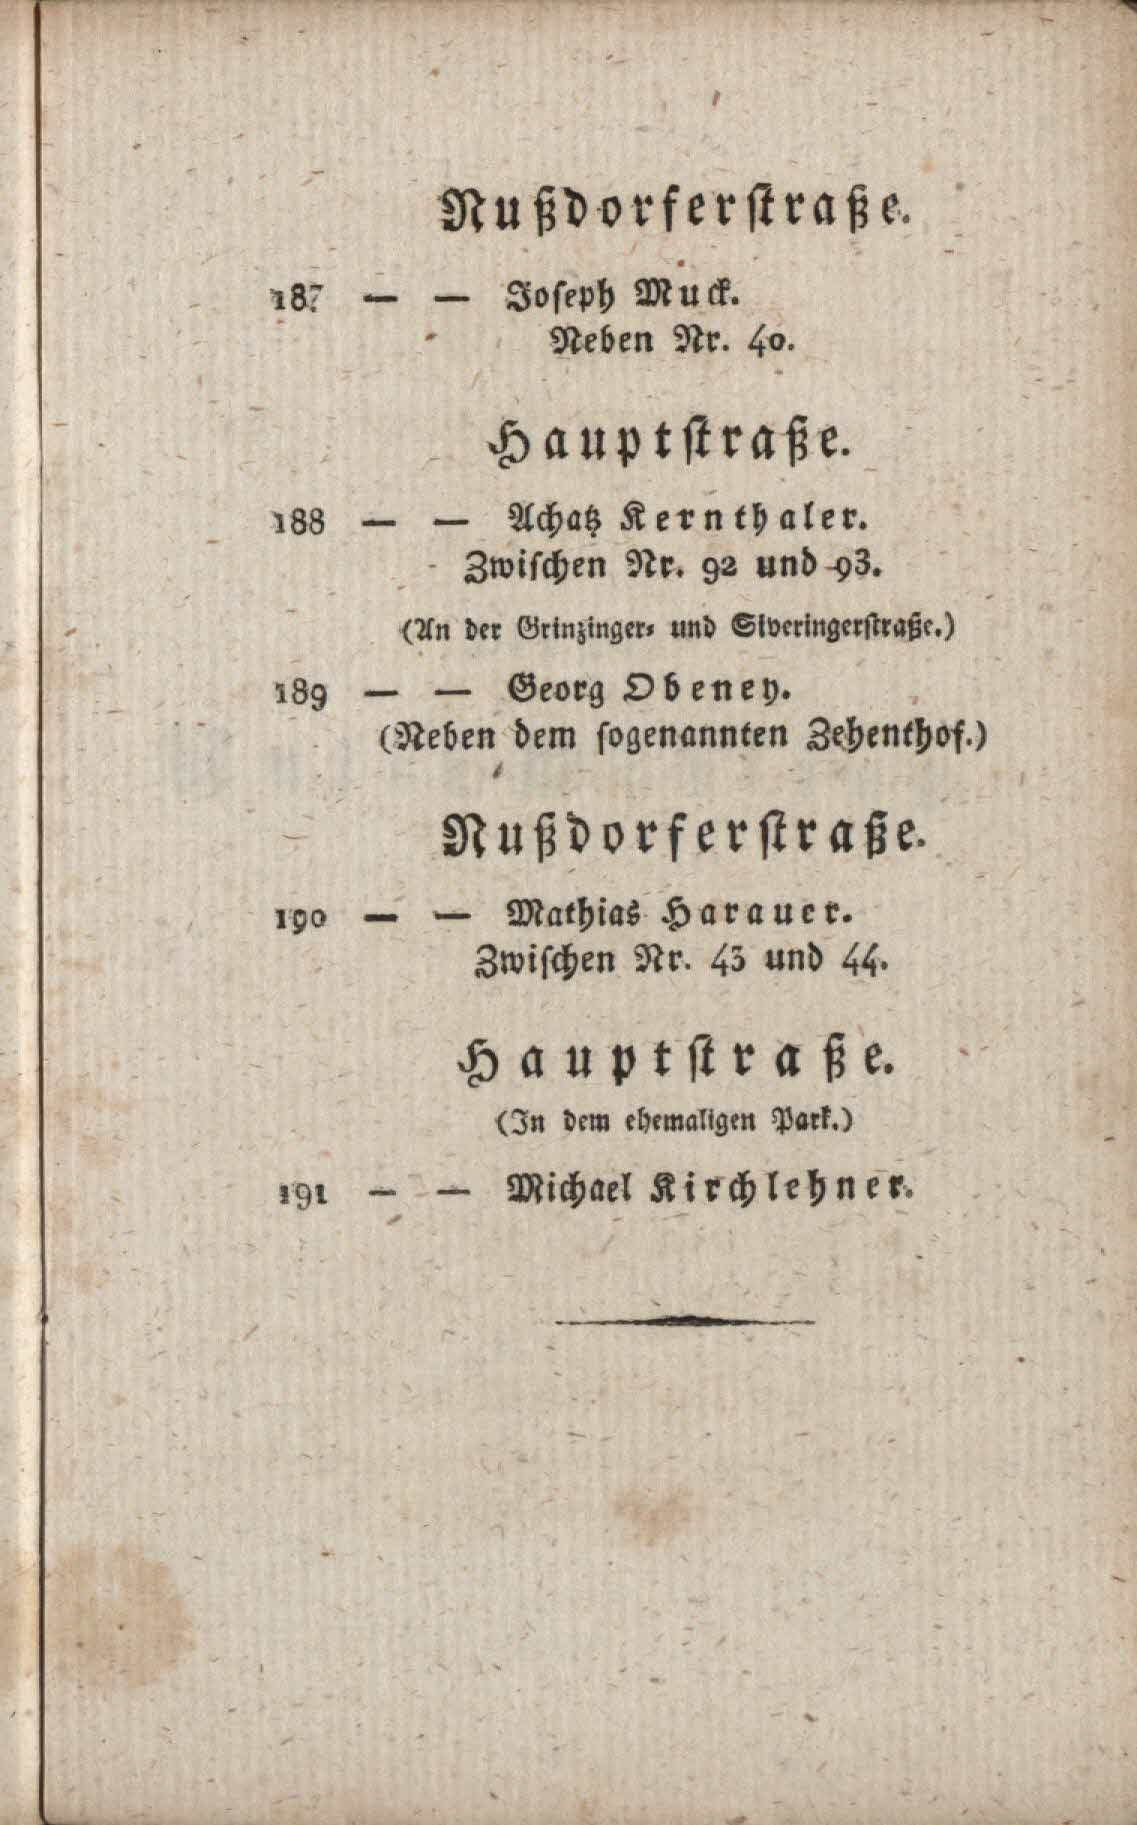 Nußdorferstraße.
187 — — Joseph Muck.
Neben Nr. 40.
Hauptstraße.
188 — — Achatz Kernthaler.
Zwischen Nr. 92 und 93.
(An der Grinzinger- und Siveringerstraße.)
189 — — Georg Obeney.
(Neben dem sogenannten Zehenthof.)
Nußdorferstraße.
190 — — Mathias Harauer.
Zwischen Nr. 43 und 44.
Hauptstraße.
(In dem ehemaligen Park.)
191 — — Michael Kirchlehner.